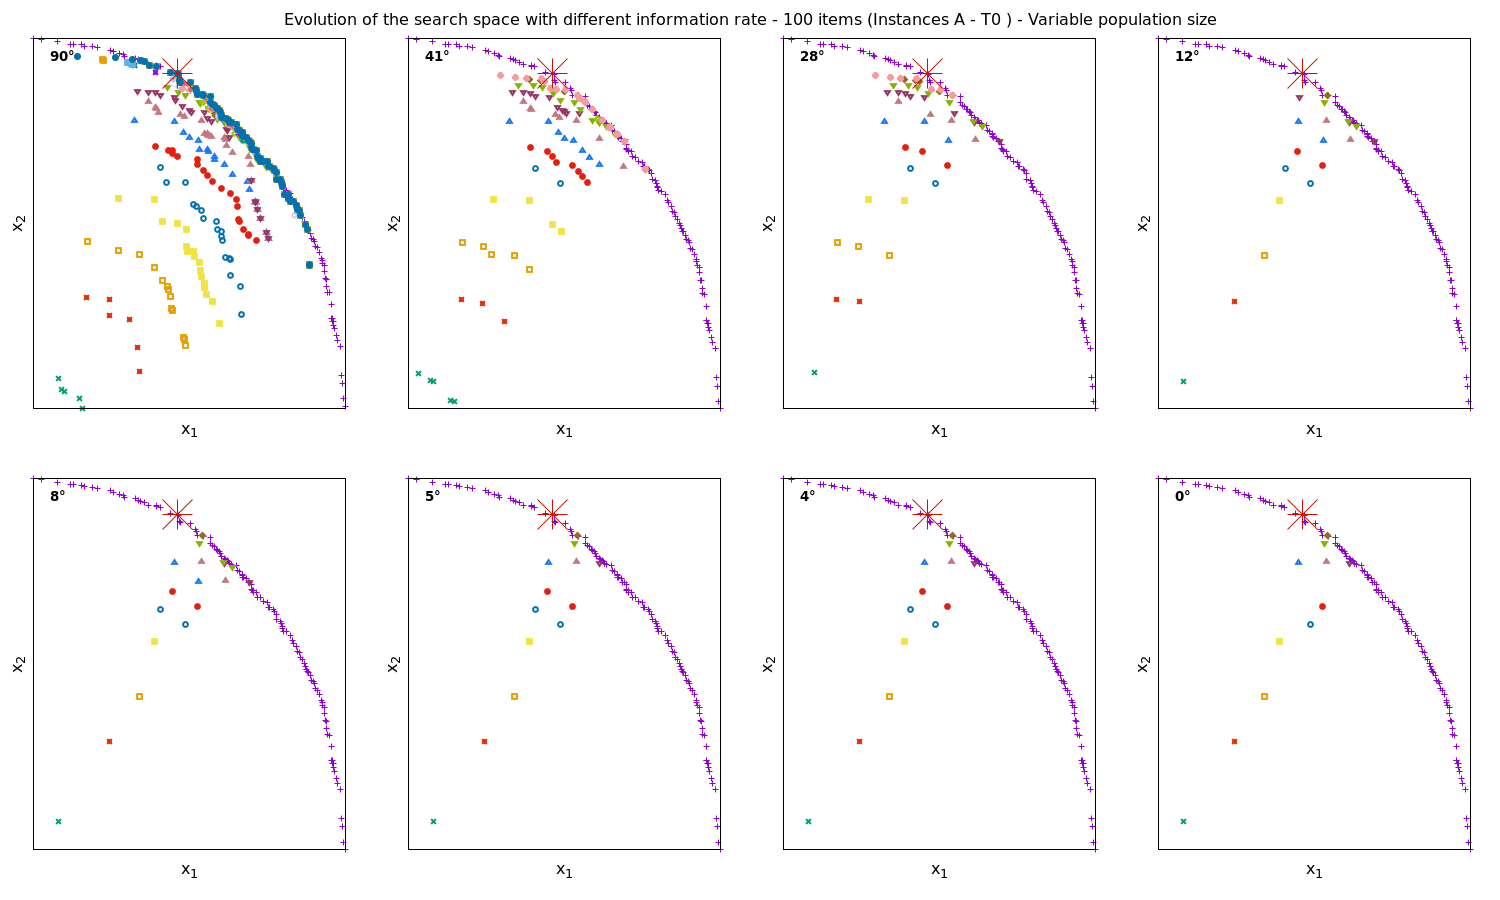 Evolution of the search space with different information rate - 100 items (Instances A - T0 ) - Variable population size
90° 41° 28° 12°
x₂ x₂ x₂ x₂
x₁ x₁ x₁ x₁
8° 5° 4° 0°
x₂ x₂ x₂ x₂
x₁ x₁ x₁ x₁